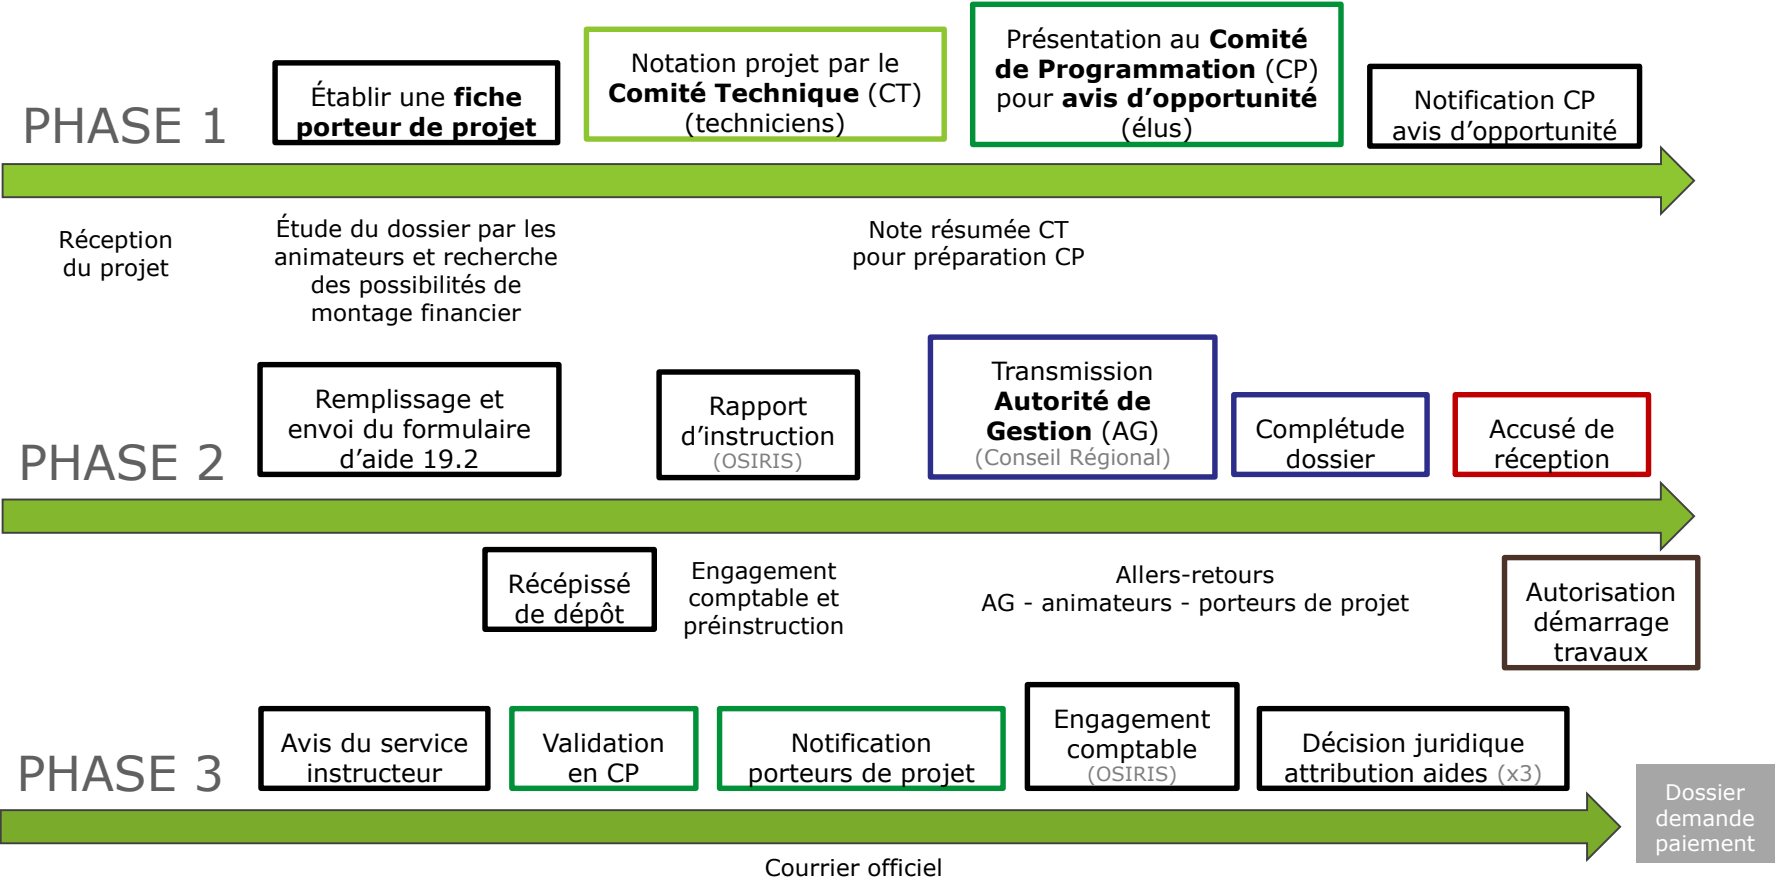 PHASE 1
Établir une fiche
porteur de projet
Notation projet par le
Comité Technique (CT)
(techniciens)
Présentation au Comité
de Programmation (CP)
pour avis d’opportunité
(élus)
Notification CP
avis d’opportunité
Réception
du projet
Étude du dossier par les
animateurs et recherche
des possibilités de
montage financier
Note résumée CT
pour préparation CP
PHASE 2
Remplissage et
envoi du formulaire
d’aide 19.2
Rapport
d’instruction
(OSIRIS)
Transmission
Autorité de
Gestion (AG)
(Conseil Régional)
Complétude
dossier
Accusé de
réception
Récépissé
de dépôt
Engagement
comptable et
préinstruction
Allers-retours
AG - animateurs - porteurs de projet
Autorisation
démarrage
travaux
PHASE 3
Avis du service
instructeur
Validation
en CP
Notification
porteurs de projet
Engagement
comptable
(OSIRIS)
Décision juridique
attribution aides (x3)
Dossier
demande
paiement
Courrier officiel